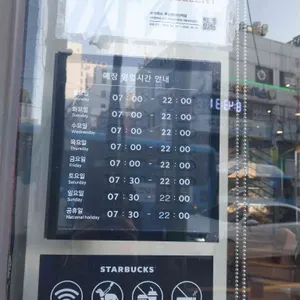 매장 영업시간 안내
월요일 Monday 07 : 00 - 22 : 00
화요일 Tuesday 07 : 00 - 22 : 00
수요일 Wednesday 07 : 00 - 22 : 00
목요일 Thursday 07 : 00 - 22 : 00
금요일 Friday 07 : 00 - 22 : 00
토요일 Saturday 07 : 30 - 22 : 00
일요일 Sunday 07 : 30 - 22 : 00
공휴일 National holiday 07 : 30 - 22 : 00
STARBUCKS